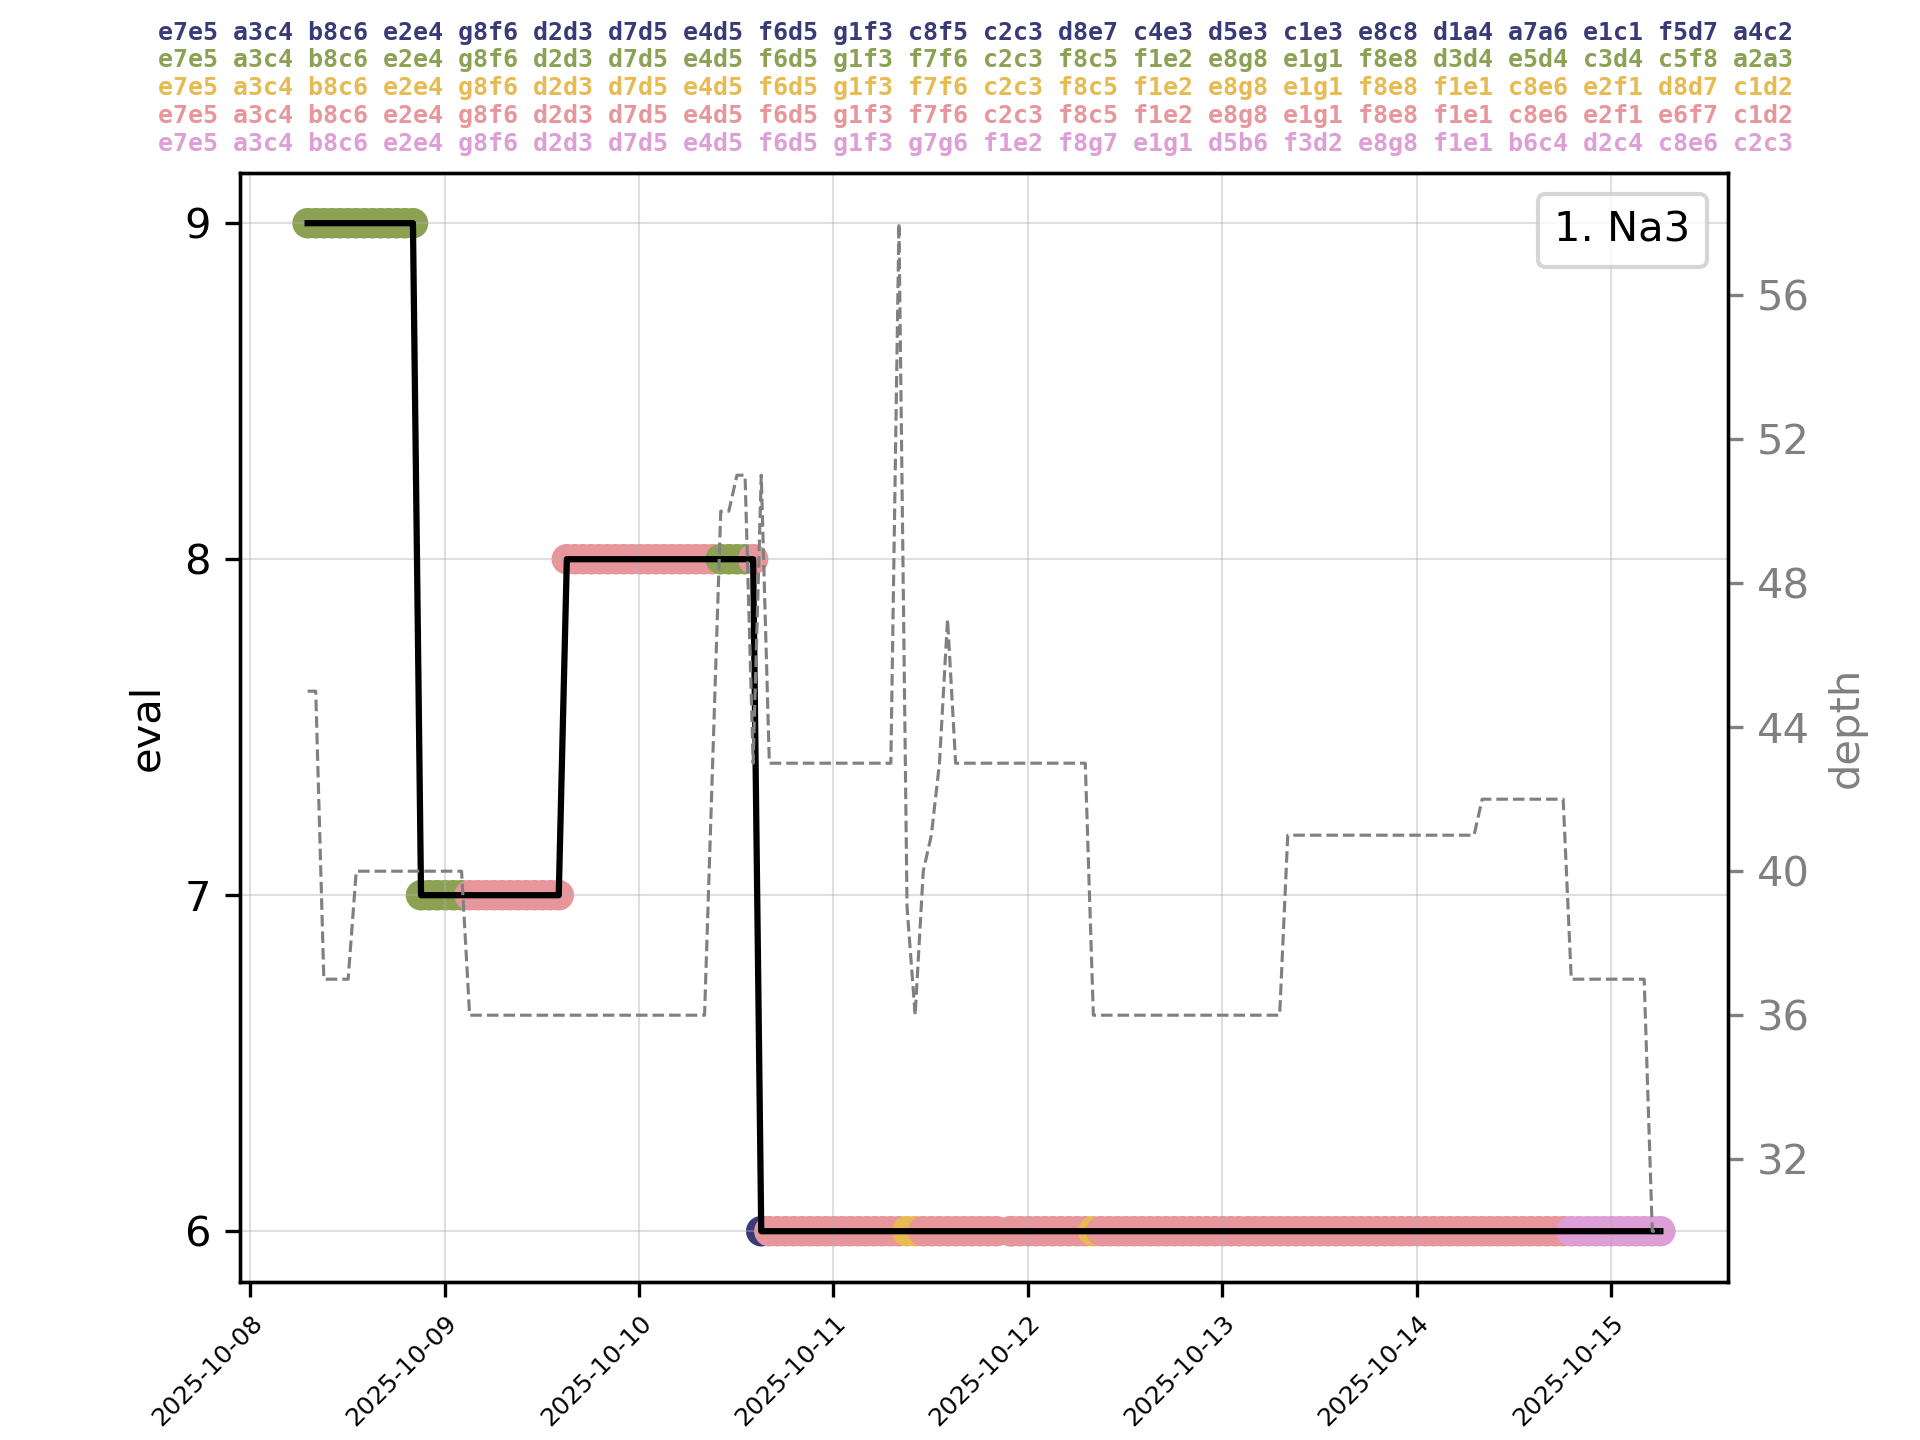 e7e5 a3c4 b8c6 e2e4 g8f6 d2d3 d7d5 e4d5 f6d5 g1f3 c8f5 c2c3 d8e7 c4e3 d5e3 c1e3 e8c8 d1a4 a7a6 e1c1 f5d7 a4c2
e7e5 a3c4 b8c6 e2e4 g8f6 d2d3 d7d5 e4d5 f6d5 g1f3 f7f6 c2c3 f8c5 f1e2 e8g8 e1g1 f8e8 d3d4 e5d4 c3d4 c5f8 a2a3
e7e5 a3c4 b8c6 e2e4 g8f6 d2d3 d7d5 e4d5 f6d5 g1f3 f7f6 c2c3 f8c5 f1e2 e8g8 e1g1 f8e8 f1e1 c8e6 e2f1 d8d7 c1d2
e7e5 a3c4 b8c6 e2e4 g8f6 d2d3 d7d5 e4d5 f6d5 g1f3 f7f6 c2c3 f8c5 f1e2 e8g8 e1g1 f8e8 f1e1 c8e6 e2f1 e6f7 c1d2
e7e5 a3c4 b8c6 e2e4 g8f6 d2d3 d7d5 e4d5 f6d5 g1f3 g7g6 f1e2 f8g7 e1g1 d5b6 f3d2 e8g8 f1e1 b6c4 d2c4 c8e6 c2c3
1. Na3
9
8
7
6
eval
56
52
48
44
40
36
32
depth
2025-10-08
2025-10-09
2025-10-10
2025-10-11
2025-10-12
2025-10-13
2025-10-14
2025-10-15